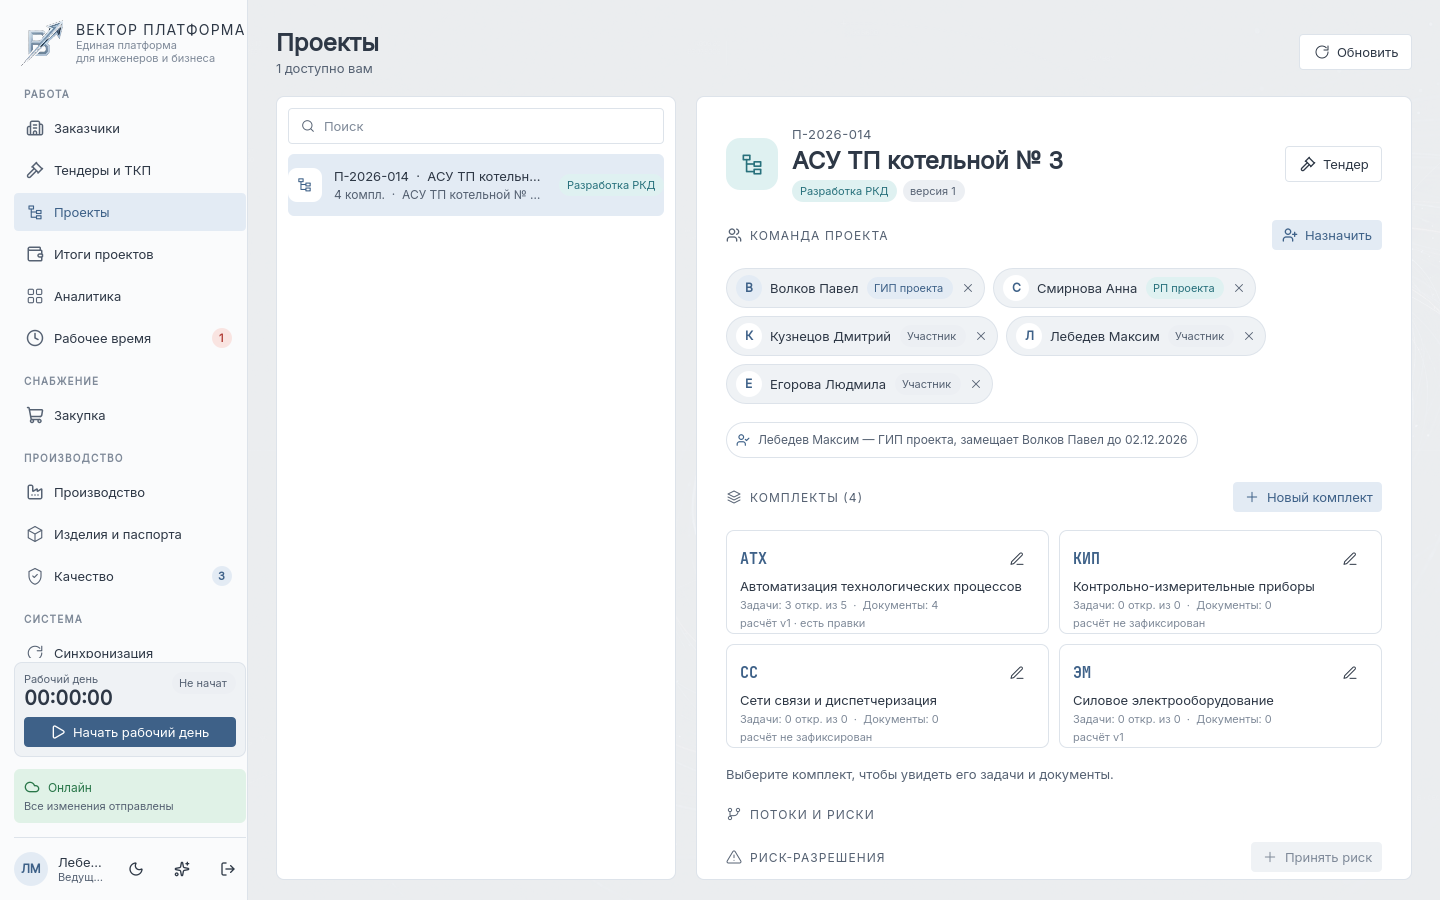 ВЕКТОР ПЛАТФОРМА
Единая платформа
для инженеров и бизнеса
РАБОТА
Заказчики
Тендеры и ТКП
Проекты
Итоги проектов
Аналитика
Рабочее время 1
СНАБЖЕНИЕ
Закупка
ПРОИЗВОДСТВО
Производство
Изделия и паспорта
Качество 3
СИСТЕМА
Синхронизация
Рабочий день
Не начат
00:00:00
Начать рабочий день
Онлайн
Все изменения отправлены
ЛМ
Лебе...
Ведущ...
Проекты
1 доступно вам
Обновить
Поиск
П-2026-014 · АСУ ТП котельн...
4 компл. · АСУ ТП котельной № ...
Разработка РКД
П-2026-014
АСУ ТП котельной № 3
Разработка РКД версия 1
Тендер
КОМАНДА ПРОЕКТА
Назначить
В Волков Павел ГИП проекта
С Смирнова Анна РП проекта
К Кузнецов Дмитрий Участник
Л Лебедев Максим Участник
Е Егорова Людмила Участник
Лебедев Максим — ГИП проекта, замещает Волков Павел до 02.12.2026
КОМПЛЕКТЫ (4)
Новый комплект
АТХ
Автоматизация технологических процессов
Задачи: 3 откр. из 5 · Документы: 4
расчёт v1 · есть правки
КИП
Контрольно-измерительные приборы
Задачи: 0 откр. из 0 · Документы: 0
расчёт не зафиксирован
СС
Сети связи и диспетчеризация
Задачи: 0 откр. из 0 · Документы: 0
расчёт не зафиксирован
ЭМ
Силовое электрооборудование
Задачи: 0 откр. из 0 · Документы: 0
расчёт v1
Выберите комплект, чтобы увидеть его задачи и документы.
ПОТОКИ И РИСКИ
РИСК-РАЗРЕШЕНИЯ
Принять риск